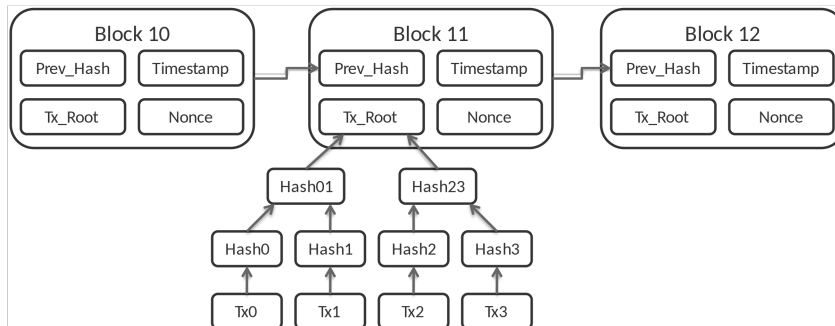 Block 10 Block 11 Block 12
Prev_Hash Timestamp Prev_Hash Timestamp Prev_Hash Timestamp
Tx_Root Nonce Tx_Root Nonce Tx_Root Nonce
Hash01 Hash23
Hash0 Hash1 Hash2 Hash3
Tx0 Tx1 Tx2 Tx3